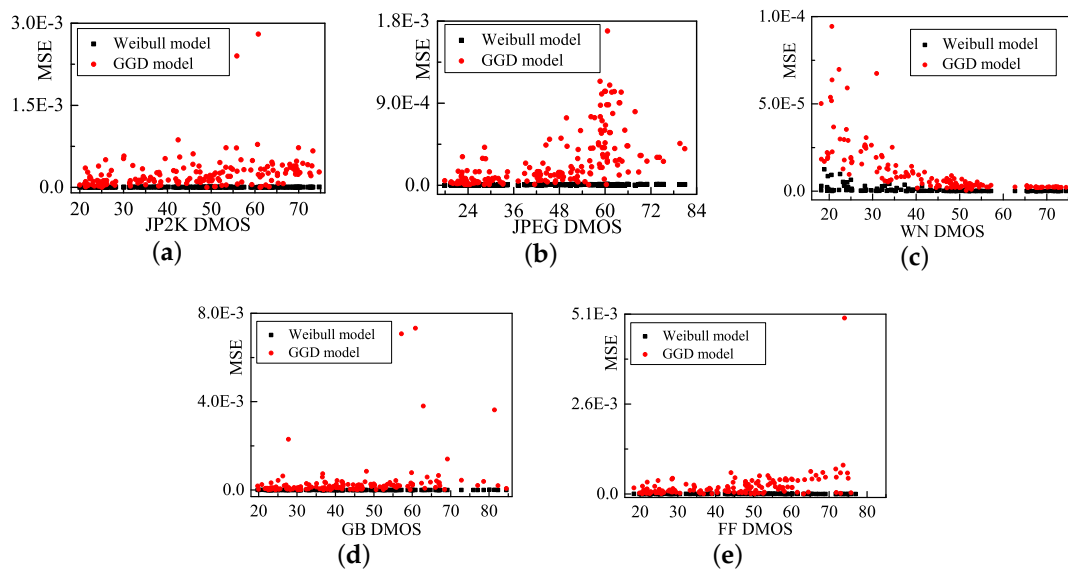 3.0E-3
1.5E-3
0.0
MSE
Weibull model
GGD model
20 30 40 50 60 70
JP2K DMOS
(a)
1.8E-3
9.0E-4
0.0
MSE
Weibull model
GGD model
24 36 48 60 72 84
JPEG DMOS
(b)
1.0E-4
5.0E-5
0.0
MSE
Weibull model
GGD model
20 30 40 50 60 70
WN DMOS
(c)
8.0E-3
4.0E-3
0.0
MSE
Weibull model
GGD model
20 30 40 50 60 70 80
GB DMOS
(d)
5.1E-3
2.6E-3
0.0
MSE
Weibull model
GGD model
20 30 40 50 60 70 80
FF DMOS
(e)